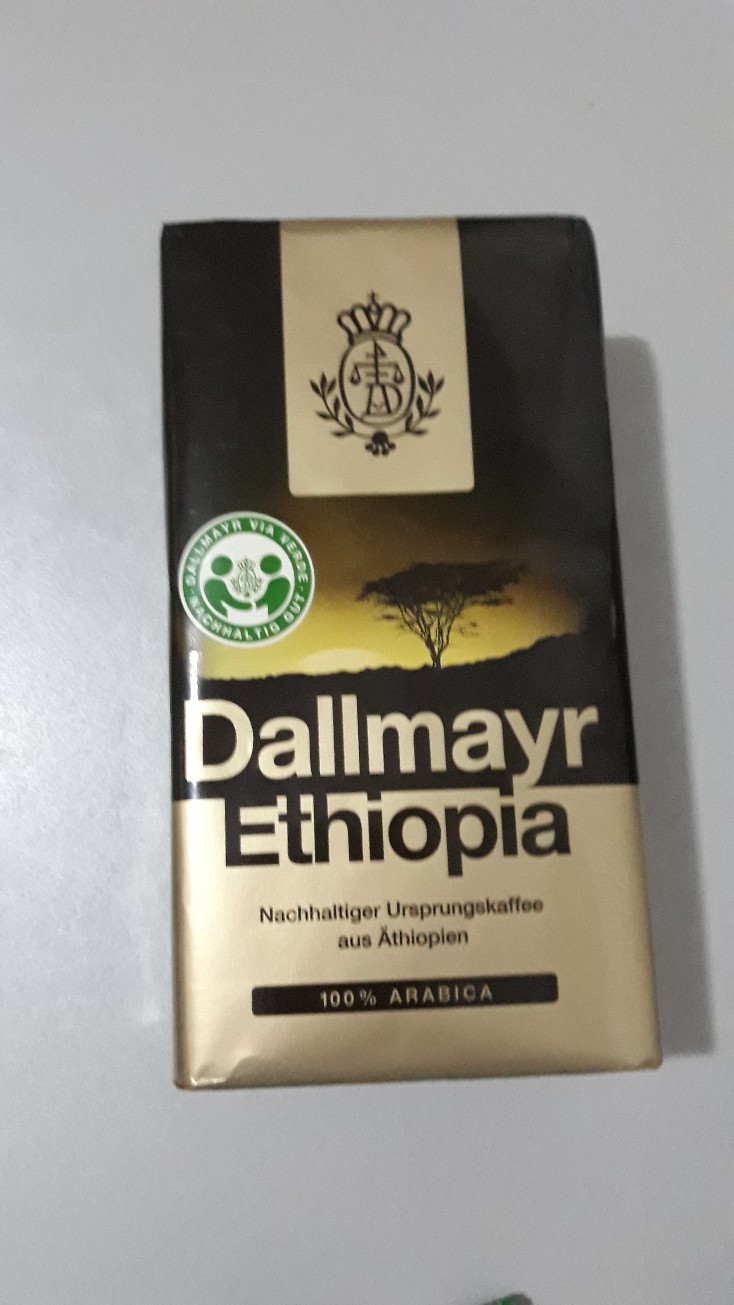 DALLMAYR VIA VERDE
NACHHALTIG GUT
Dallmayr
Ethiopia
Nachhaltiger Ursprungskaffee
aus Äthiopien
100% ARABICA